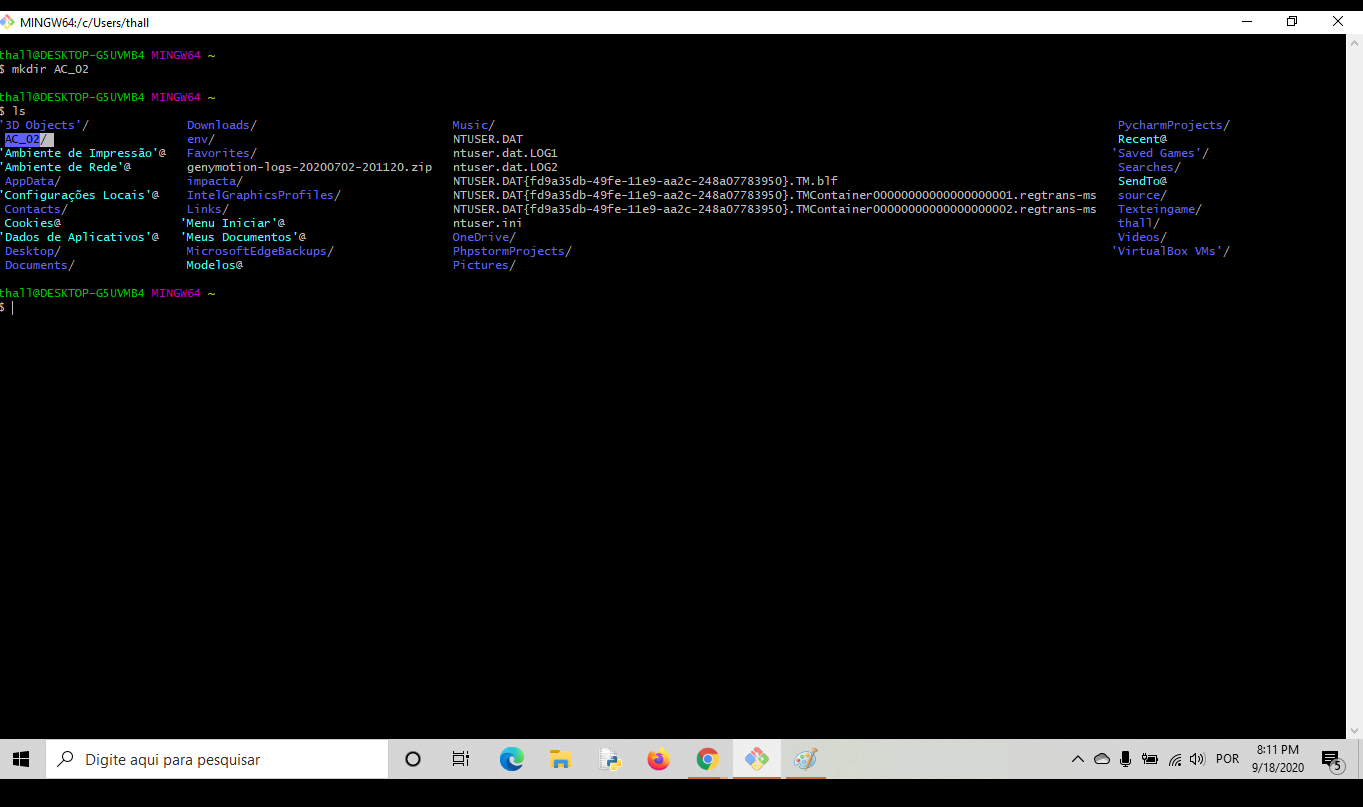 MINGW64:/c/Users/thall
thall@DESKTOP-G5UVMB4 MINGW64 ~
$ mkdir AC_02
thall@DESKTOP-G5UVMB4 MINGW64 ~
$ ls
'3D Objects'/ Downloads/ Music/ PycharmProjects/
AC_02/ env/ NTUSER.DAT Recent@
'Ambiente de Impressão'@ Favorites/ ntuser.dat.LOG1 'Saved Games'/
'Ambiente de Rede'@ genymotion-logs-20200702-201120.zip ntuser.dat.LOG2 Searches/
AppData/ impacta/ NTUSER.DAT{fd9a35db-49fe-11e9-aa2c-248a07783950}.TM.blf SendTo@
'Configurações Locais'@ IntelGraphicsProfiles/ NTUSER.DAT{fd9a35db-49fe-11e9-aa2c-248a07783950}.TMContainer00000000000000000001.regtrans-ms source/
Contacts/ Links/ NTUSER.DAT{fd9a35db-49fe-11e9-aa2c-248a07783950}.TMContainer00000000000000000002.regtrans-ms Texteingame/
Cookies@ 'Menu Iniciar'@ ntuser.ini thall/
'Dados de Aplicativos'@ 'Meus Documentos'@ OneDrive/ Videos/
Desktop/ MicrosoftEdgeBackups/ PhpstormProjects/ 'VirtualBox VMs'/
Documents/ Modelos@ Pictures/
thall@DESKTOP-G5UVMB4 MINGW64 ~
$
Digite aqui para pesquisar
POR
8:11 PM
9/18/2020
5